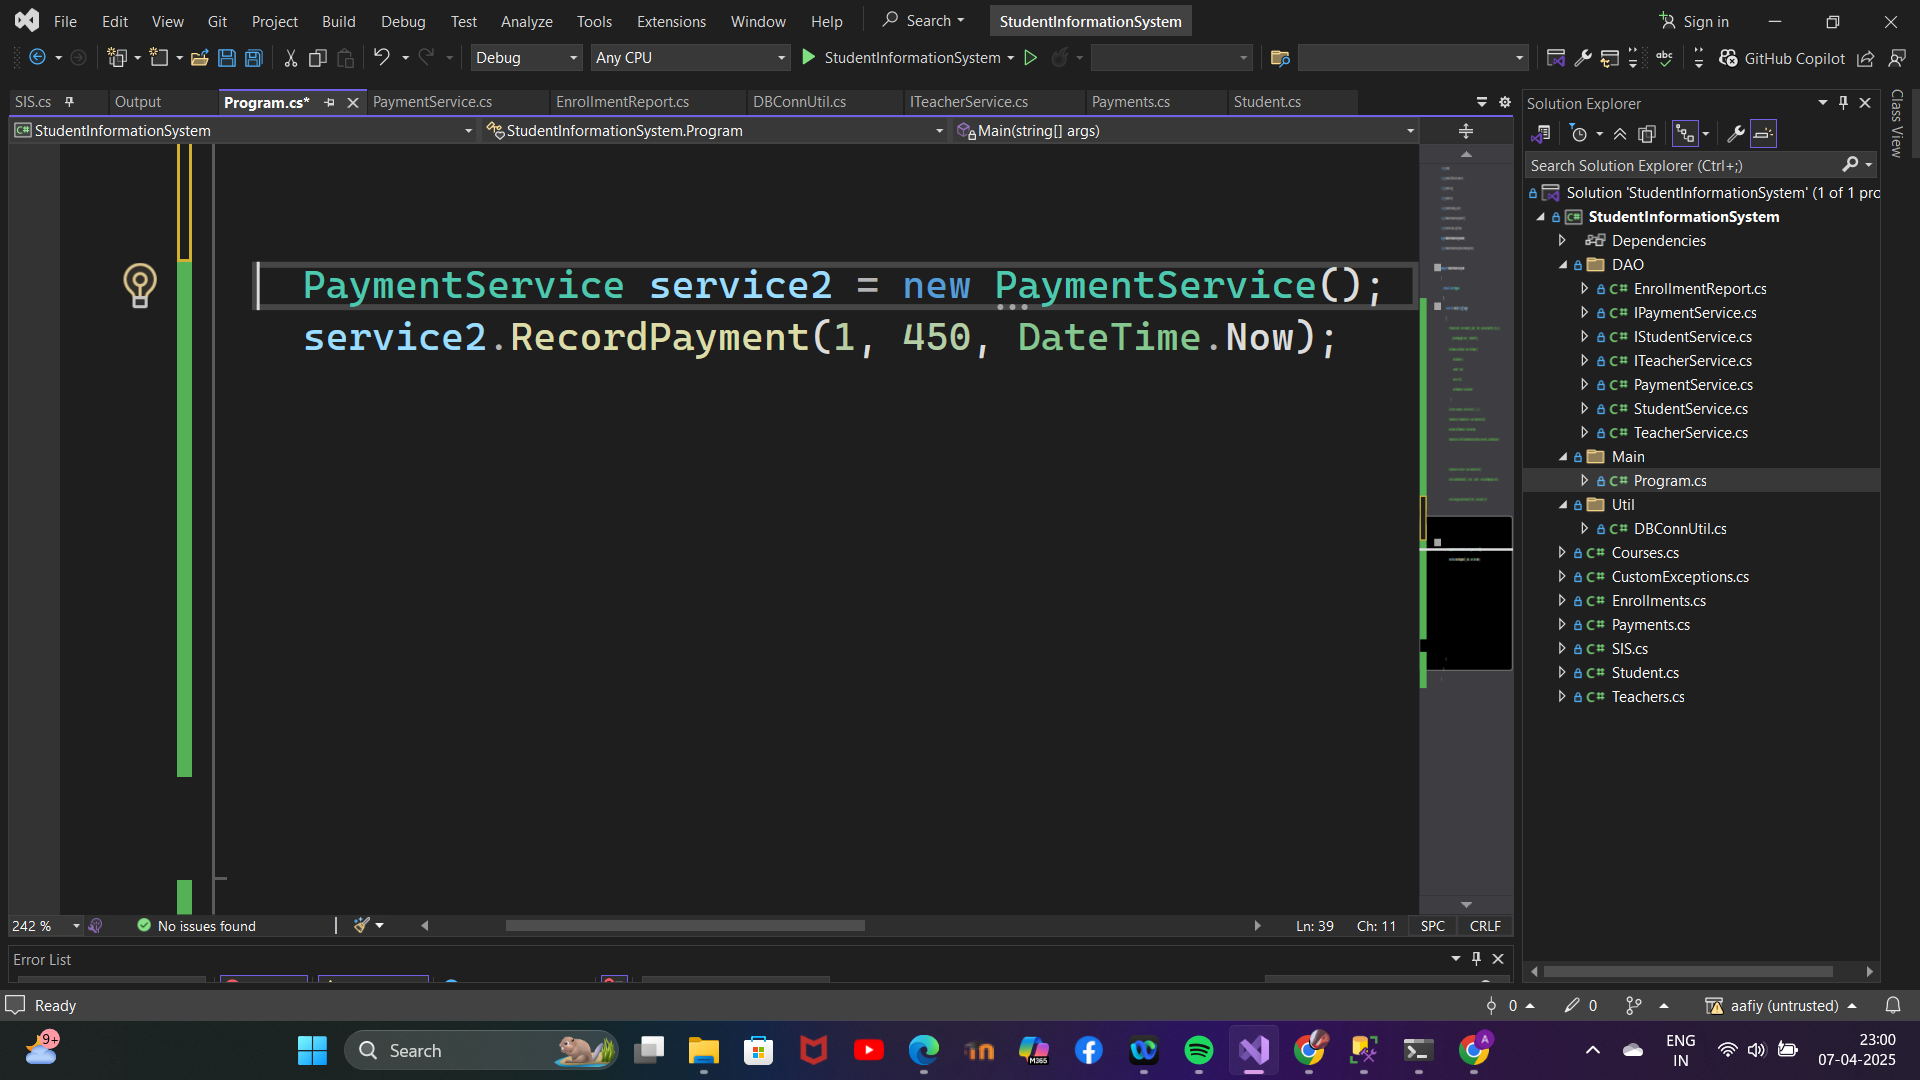 File Edit View Git Project Build Debug Test Analyze Tools Extensions Window Help Search StudentInformationSystem Sign in
Debug Any CPU StudentInformationSystem abc GitHub Copilot
SIS.cs Output Program.cs* PaymentService.cs EnrollmentReport.cs DBConnUtil.cs ITeacherService.cs Payments.cs Student.cs
C# StudentInformationSystem StudentInformationSystem.Program Main(string[] args)
PaymentService service2 = new PaymentService();
service2.RecordPayment(1, 450, DateTime.Now);
242 % No issues found Ln: 39 Ch: 11 SPC CRLF
Error List
Solution Explorer
Search Solution Explorer (Ctrl+;)
Solution 'StudentInformationSystem' (1 of 1 pro
C# StudentInformationSystem
Dependencies
DAO
C# EnrollmentReport.cs
C# IPaymentService.cs
C# IStudentService.cs
C# ITeacherService.cs
C# PaymentService.cs
C# StudentService.cs
C# TeacherService.cs
Main
C# Program.cs
Util
C# DBConnUtil.cs
C# Courses.cs
C# CustomExceptions.cs
C# Enrollments.cs
C# Payments.cs
C# SIS.cs
C# Student.cs
C# Teachers.cs
Class View
Ready 0 0 aafiy (untrusted)
9+ Search M365 A ENG IN 23:00
07-04-2025